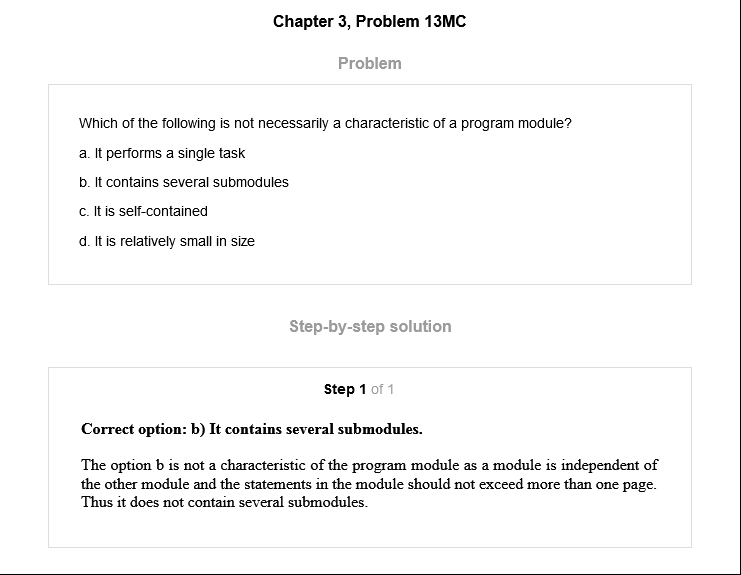 Chapter 3, Problem 13MC
Problem
Which of the following is not necessarily a characteristic of a program module?
a. It performs a single task
b. It contains several submodules
c. It is self-contained
d. It is relatively small in size
Step-by-step solution
Step 1 of 1
Correct option: b) It contains several submodules.
The option b is not a characteristic of the program module as a module is independent of
the other module and the statements in the module should not exceed more than one page.
Thus it does not contain several submodules.